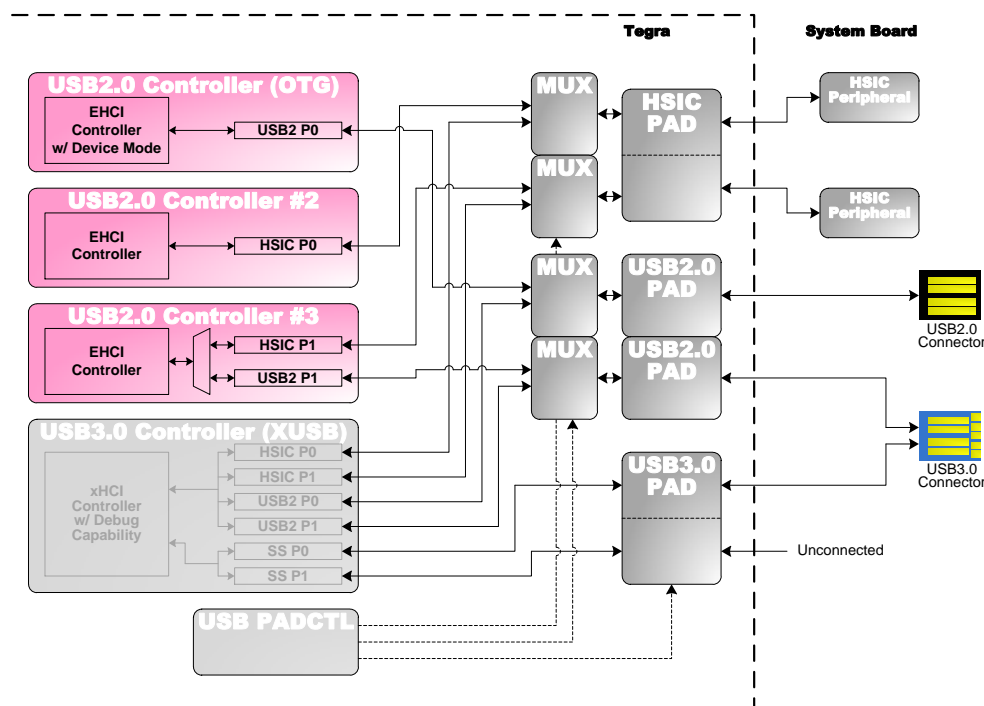 Tegra
System Board
USB2.0 Controller (OTG)
EHCI
Controller
w/ Device Mode
USB2 P0
USB2.0 Controller #2
EHCI
Controller
HSIC P0
USB2.0 Controller #3
EHCI
Controller
HSIC P1
USB2 P1
USB3.0 Controller (XUSB)
xHCI
Controller
w/ Debug
Capability
HSIC P0
HSIC P1
USB2 P0
USB2 P1
SS P0
SS P1
USB PADCTL
MUX
MUX
MUX
MUX
HSIC
PAD
USB2.0
PAD
USB2.0
PAD
USB3.0
PAD
HSIC
Peripheral
HSIC
Peripheral
USB2.0
Connector
USB3.0
Connector
Unconnected